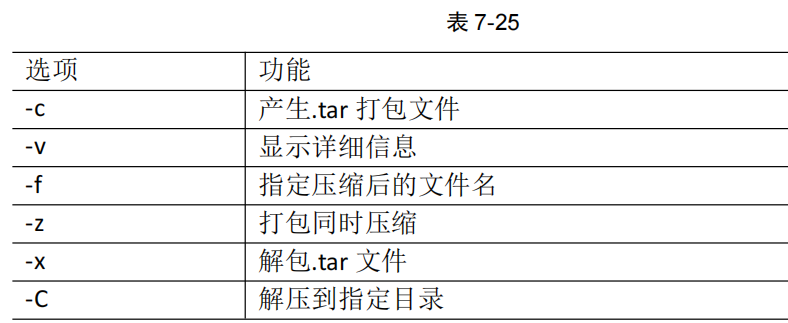 表 7-25
选项 功能
-c 产生.tar 打包文件
-v 显示详细信息
-f 指定压缩后的文件名
-z 打包同时压缩
-x 解包.tar 文件
-C 解压到指定目录